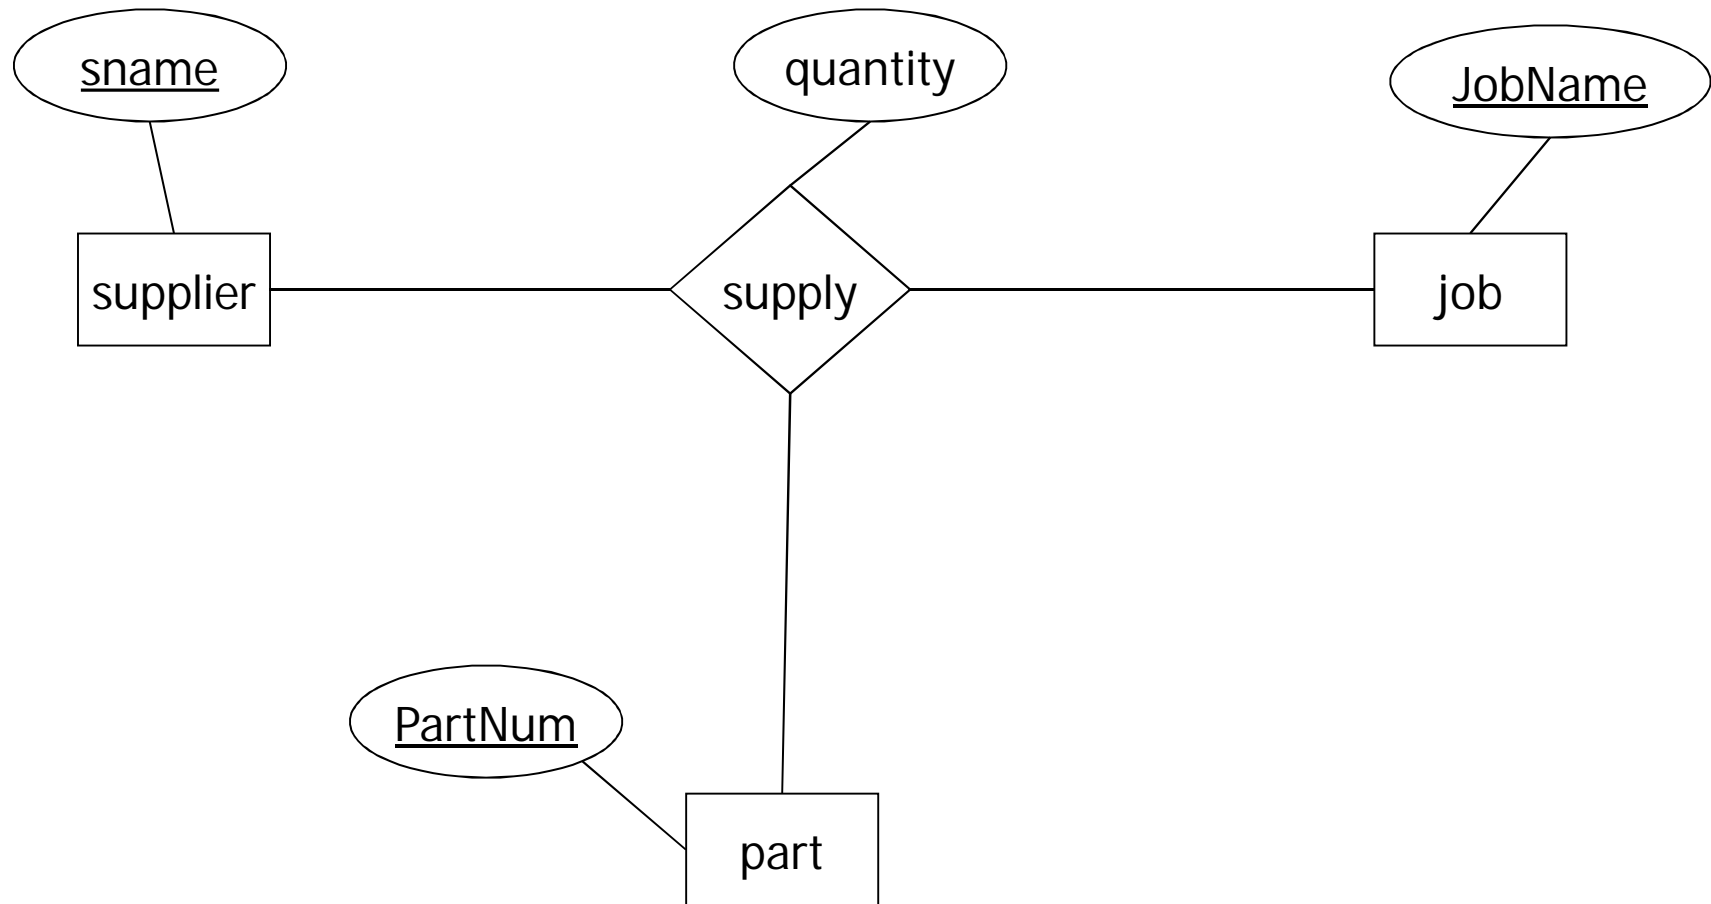 sname
quantity
JobName
supplier
supply
job
PartNum
part